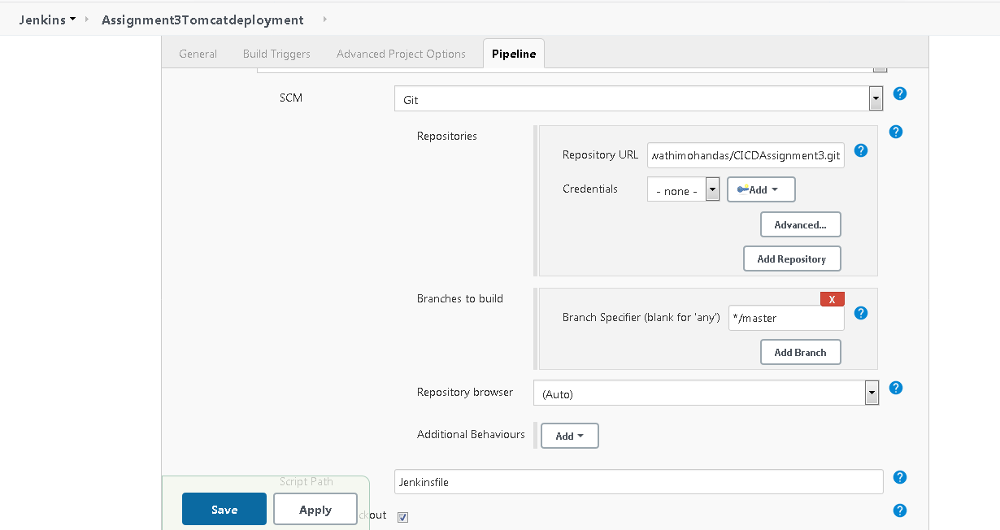 Jenkins Assignment3Tomcatdeployment
General Build Triggers Advanced Project Options Pipeline
SCM Git
Repositories
Repository URL wathimohandas/CICDAssignment3.git
Credentials - none - Add
Advanced...
Add Repository
Branches to build
X
Branch Specifier (blank for 'any') */master
Add Branch
Repository browser (Auto)
Additional Behaviours Add
Script Path Jenkinsfile
Save Apply ckout